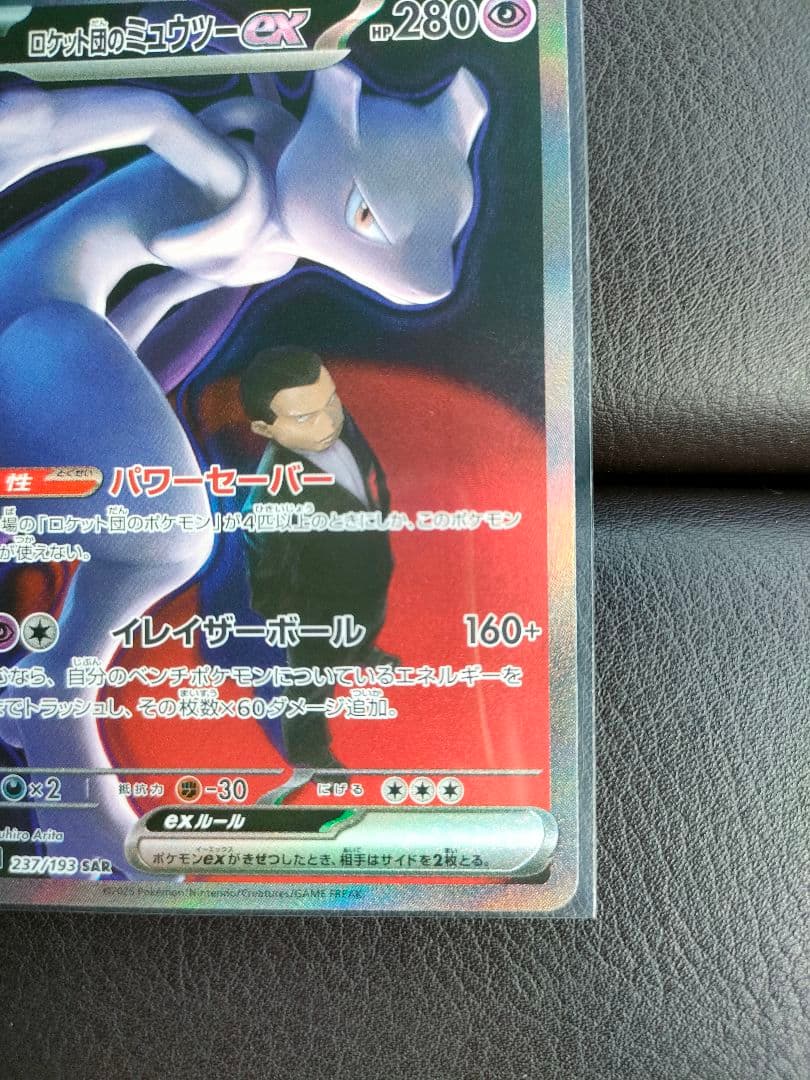 ロケット団のミュウツーex HP280
性 とくせい パワーセーバー
場の「ロケット団のポケモン」が4匹以上のときにしか、このポケモン
が使えない。
イレイザーボール 160+
なら、自分のベンチポケモンについているエネルギーを
でトラッシュし、その枚数×60ダメージ追加。
×2 抵抗力 -30 にげる
exルール
ポケモンexがきぜつしたとき、相手はサイドを2枚とる。
uhiro Arita
237/193 SAR
©2025 Pokémon/Nintendo/Creatures/GAME FREAK